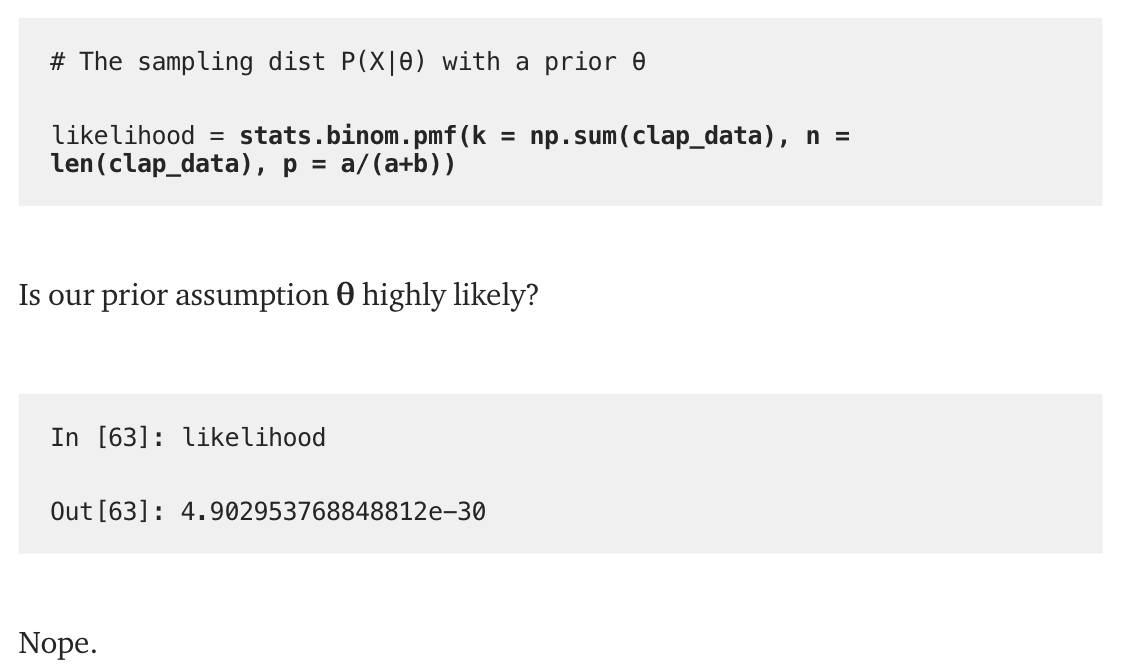 # The sampling dist P(X|θ) with a prior θ
likelihood = stats.binom.pmf(k = np.sum(clap_data), n =
len(clap_data), p = a/(a+b))
Is our prior assumption θ highly likely?
In [63]: likelihood
Out[63]: 4.902953768848812e−30
Nope.